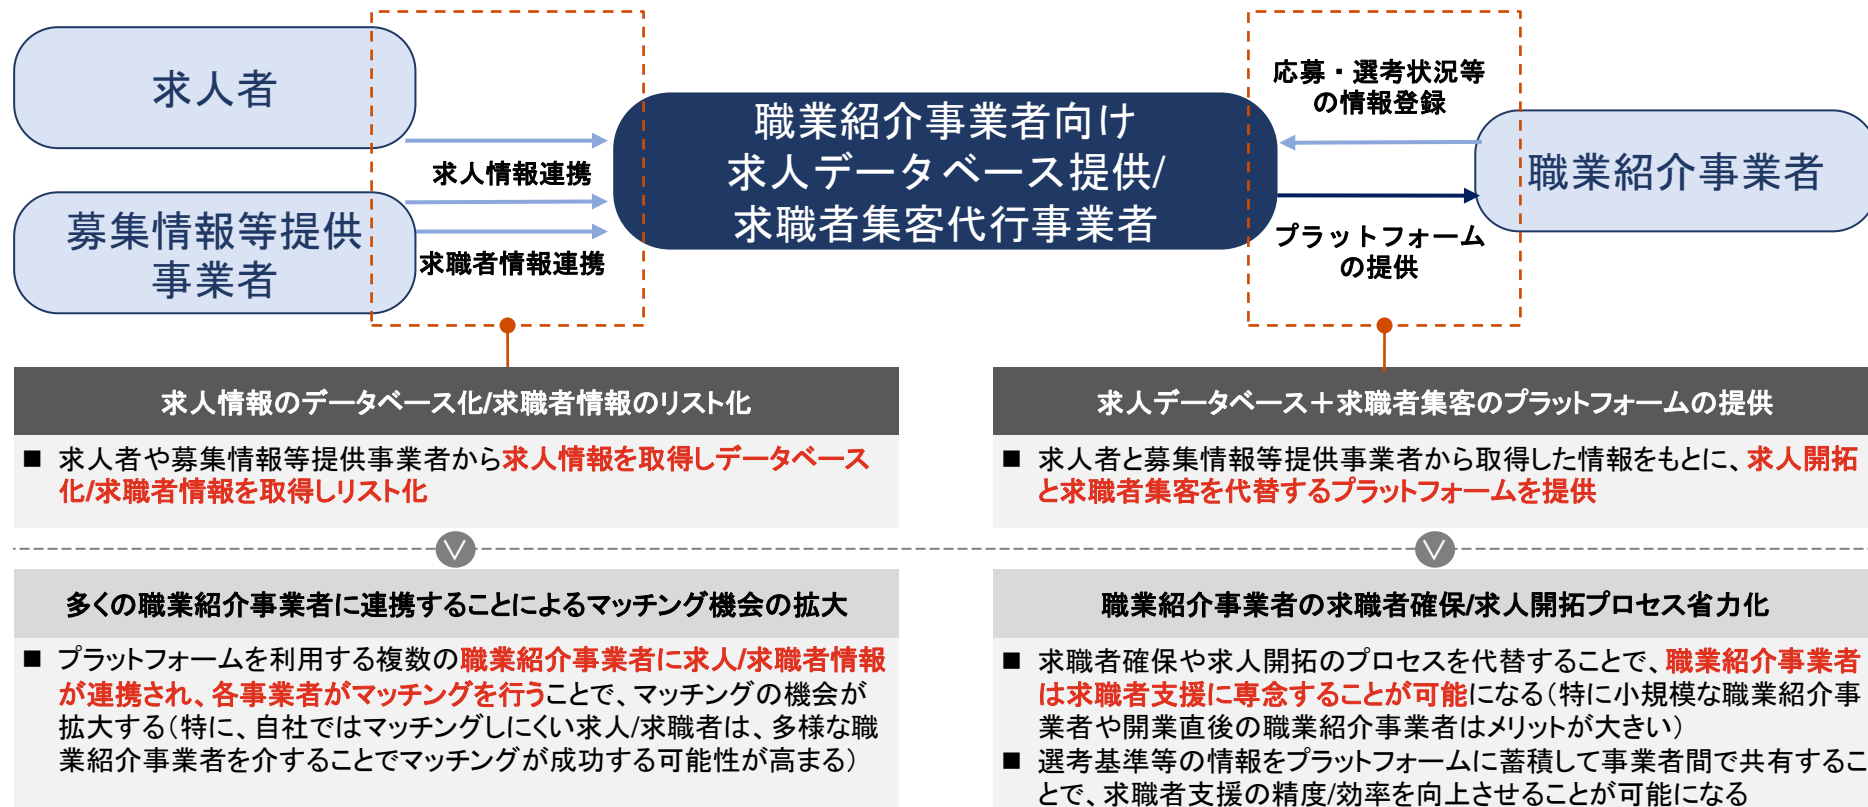 求人者
募集情報等提供
事業者
求人情報連携
求職者情報連携
職業紹介事業者向け
求人データベース提供/
求職者集客代行事業者
応募・選考状況等
の情報登録
プラットフォーム
の提供
職業紹介事業者
求人情報のデータベース化/求職者情報のリスト化
■ 求人者や募集情報等提供事業者から求人情報を取得しデータベース
化/求職者情報を取得しリスト化
多くの職業紹介事業者に連携することによるマッチング機会の拡大
■ プラットフォームを利用する複数の職業紹介事業者に求人/求職者情報
が連携され、各事業者がマッチングを行うことで、マッチングの機会が
拡大する（特に、自社ではマッチングしにくい求人/求職者は、多様な職
業紹介事業者を介することでマッチングが成功する可能性が高まる）
求人データベース＋求職者集客のプラットフォームの提供
■ 求人者と募集情報等提供事業者から取得した情報をもとに、求人開拓
と求職者集客を代替するプラットフォームを提供
職業紹介事業者の求職者確保/求人開拓プロセス省力化
■ 求職者確保や求人開拓のプロセスを代替することで、職業紹介事業者
は求職者支援に専念することが可能になる（特に小規模な職業紹介事
業者や開業直後の職業紹介事業者はメリットが大きい）
■ 選考基準等の情報をプラットフォームに蓄積して事業者間で共有するこ
とで、求職者支援の精度/効率を向上させることが可能になる